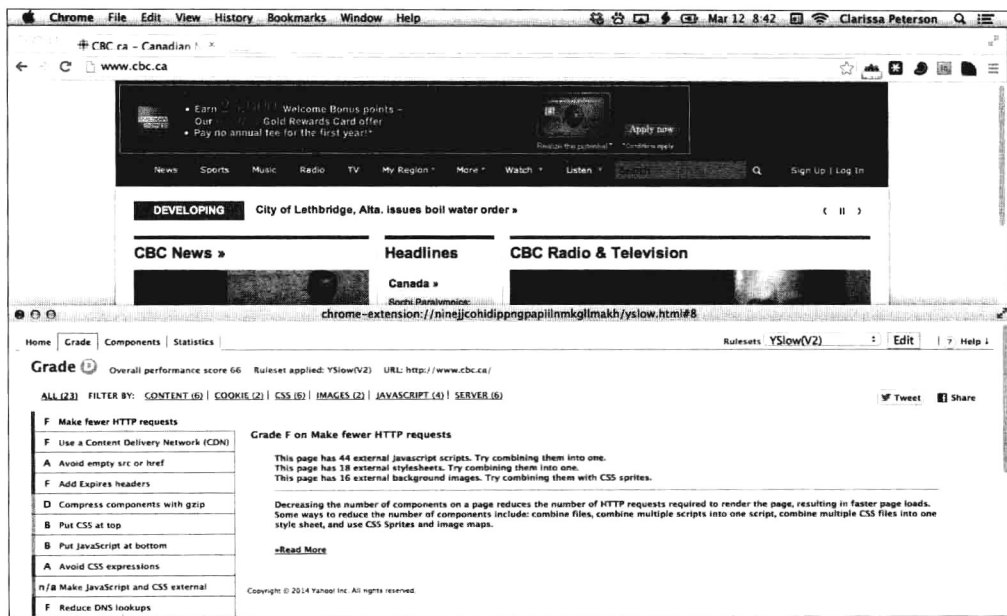 Chrome File Edit View History Bookmarks Window Help Mar 12 8:42 Clarissa Peterson
CBC.ca – Canadian
www.cbc.ca
• Earn Welcome Bonus points –
Our Gold Rewards Card offer
• Pay no annual fee for the first year!*
Apply now
Realize the potential™ *Conditions apply
News Sports Music Radio TV My Region More Watch Listen Sign Up | Log In
DEVELOPING City of Lethbridge, Alta. issues boil water order »
CBC News » Headlines CBC Radio & Television
Canada »
Sochi Paralympics:
chrome-extension://ninejjcohidippngpapiilnmkgllmakh/yslow.html#8
Home Grade Components Statistics Rulesets YSlow(V2) Edit ? Help ↓
Grade D Overall performance score 66 Ruleset applied: YSlow(V2) URL: http://www.cbc.ca/
ALL (23) FILTER BY: CONTENT (6) | COOKIE (2) | CSS (6) | IMAGES (2) | JAVASCRIPT (4) | SERVER (6) Tweet Share
F Make fewer HTTP requests
F Use a Content Delivery Network (CDN)
A Avoid empty src or href
F Add Expires headers
D Compress components with gzip
B Put CSS at top
B Put JavaScript at bottom
A Avoid CSS expressions
n/a Make JavaScript and CSS external
F Reduce DNS lookups
Grade F on Make fewer HTTP requests
This page has 44 external Javascript scripts. Try combining them into one.
This page has 18 external stylesheets. Try combining them into one.
This page has 16 external background images. Try combining them with CSS sprites.
Decreasing the number of components on a page reduces the number of HTTP requests required to render the page, resulting in faster page loads.
Some ways to reduce the number of components include: combine files, combine multiple scripts into one script, combine multiple CSS files into one
style sheet, and use CSS Sprites and image maps.
»Read More
Copyright © 2014 Yahoo! Inc. All rights reserved.